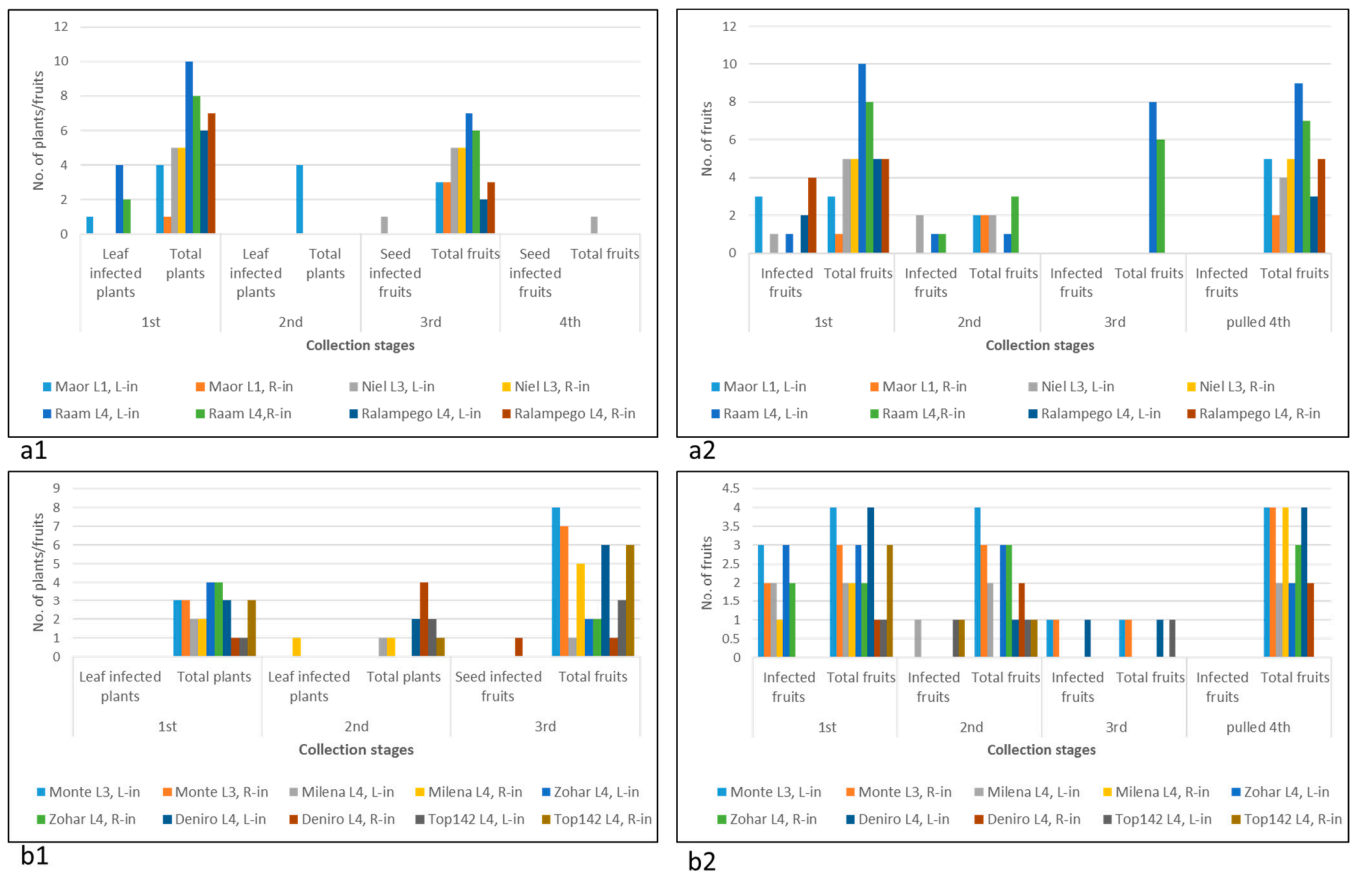 12
10
8
6
4
2
0
No. of plants/fruits
Leaf infected plants
Total plants
Leaf infected plants
Total plants
Seed infected fruits
Total fruits
Seed infected fruits
Total fruits
1st
2nd
3rd
4th
Collection stages
Maor L1, L-in
Maor L1, R-in
Niel L3, L-in
Niel L3, R-in
Raam L4, L-in
Raam L4,R-in
Ralampego L4, L-in
Ralampego L4, R-in
a1
12
10
8
6
4
2
0
No. of fruits
Infected fruits
Total fruits
Infected fruits
Total fruits
Infected fruits
Total fruits
Infected fruits
Total fruits
1st
2nd
3rd
pulled 4th
Collection stages
Maor L1, L-in
Maor L1, R-in
Niel L3, L-in
Niel L3, R-in
Raam L4, L-in
Raam L4,R-in
Ralampego L4, L-in
Ralampego L4, R-in
a2
9
8
7
6
5
4
3
2
1
0
No. of plants/fruits
Leaf infected plants
Total plants
Leaf infected plants
Total plants
Seed infected fruits
Total fruits
1st
2nd
3rd
Collection stages
Monte L3, L-in
Monte L3, R-in
Milena L4, L-in
Milena L4, R-in
Zohar L4, L-in
Zohar L4, R-in
Deniro L4, L-in
Deniro L4, R-in
Top142 L4, L-in
Top142 L4, R-in
b1
4.5
4
3.5
3
2.5
2
1.5
1
0.5
0
No. of fruits
Infected fruits
Total fruits
Infected fruits
Total fruits
Infected fruits
Total fruits
Infected fruits
Total fruits
1st
2nd
3rd
pulled 4th
Collection stages
Monte L3, L-in
Monte L3, R-in
Milena L4, L-in
Milena L4, R-in
Zohar L4, L-in
Zohar L4, R-in
Deniro L4, L-in
Deniro L4, R-in
Top142 L4, L-in
Top142 L4, R-in
b2